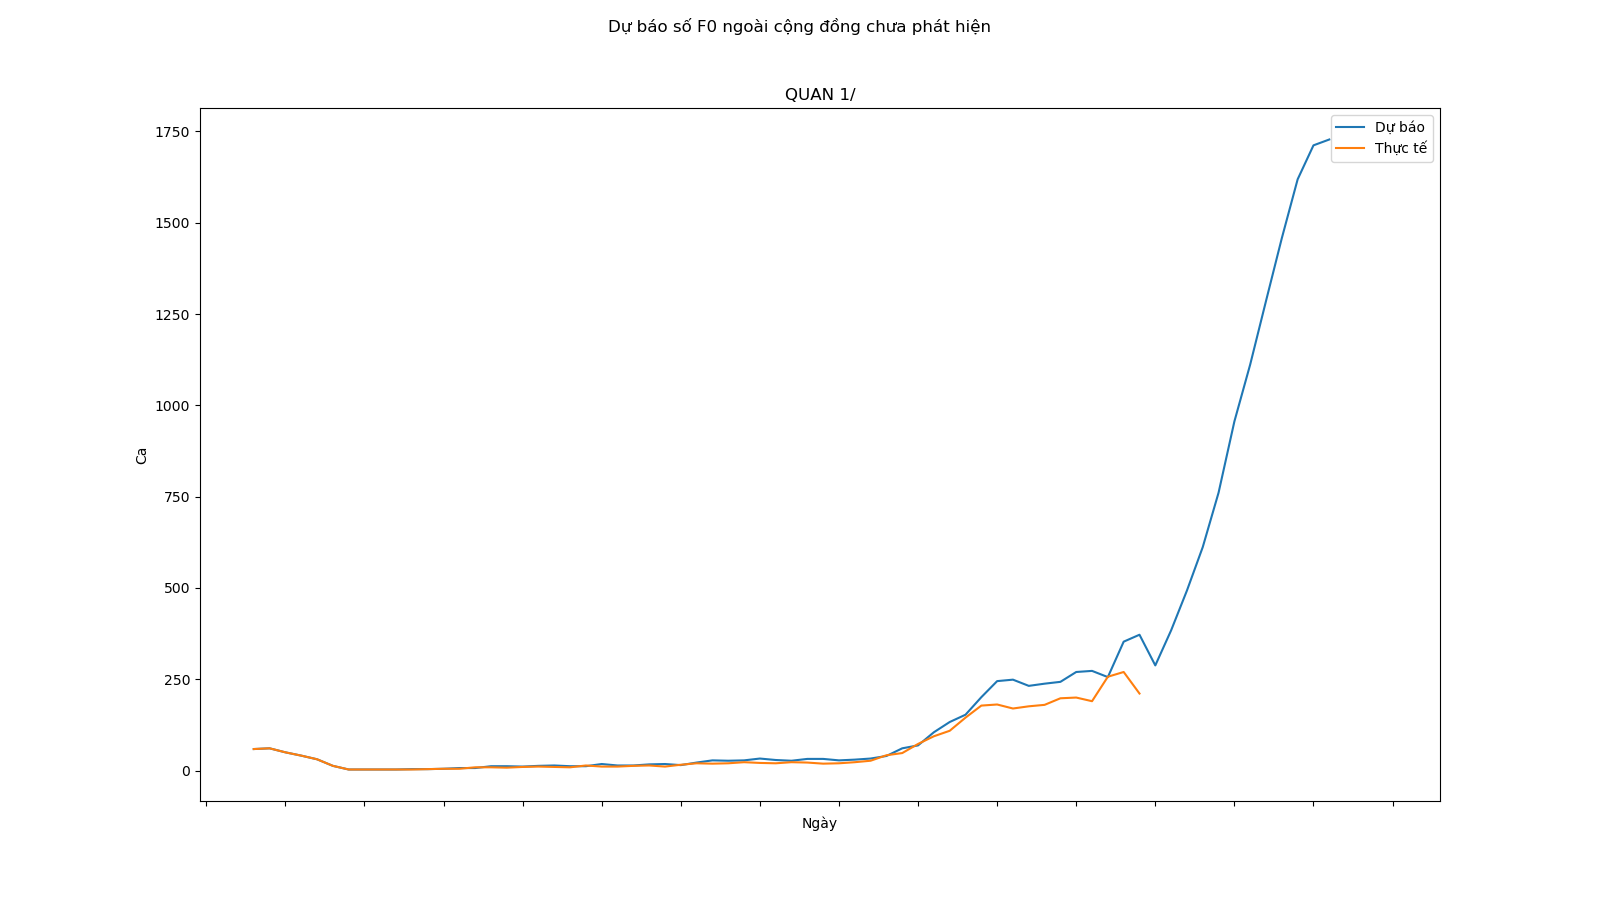 Dự báo số F0 ngoài cộng đồng chưa phát hiện
QUAN 1/
1750
1500
1250
1000
750
500
250
0
Ca
Dự báo
Thực tế
Ngày